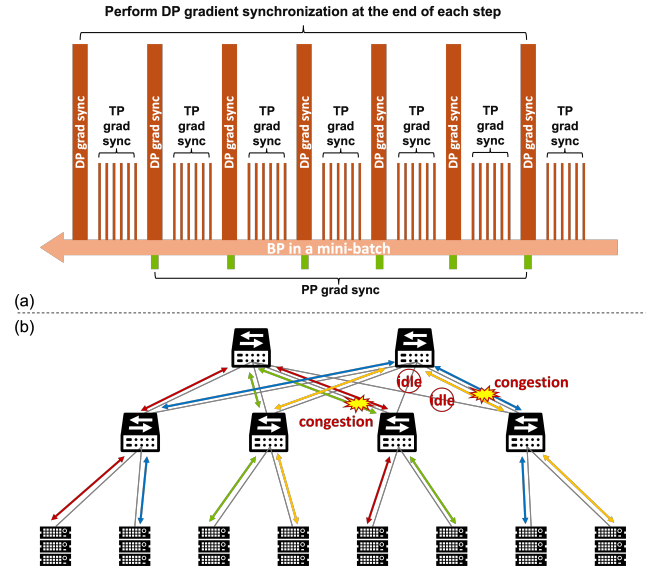 Perform DP gradient synchronization at the end of each step
DP grad sync
TP
grad
sync
DP grad sync
TP
grad
sync
DP grad sync
TP
grad
sync
DP grad sync
TP
grad
sync
DP grad sync
TP
grad
sync
DP grad sync
TP
grad
sync
DP grad sync
TP
grad
sync
BP in a mini-batch
PP grad sync
(a)
(b)
idle
congestion
idle
congestion